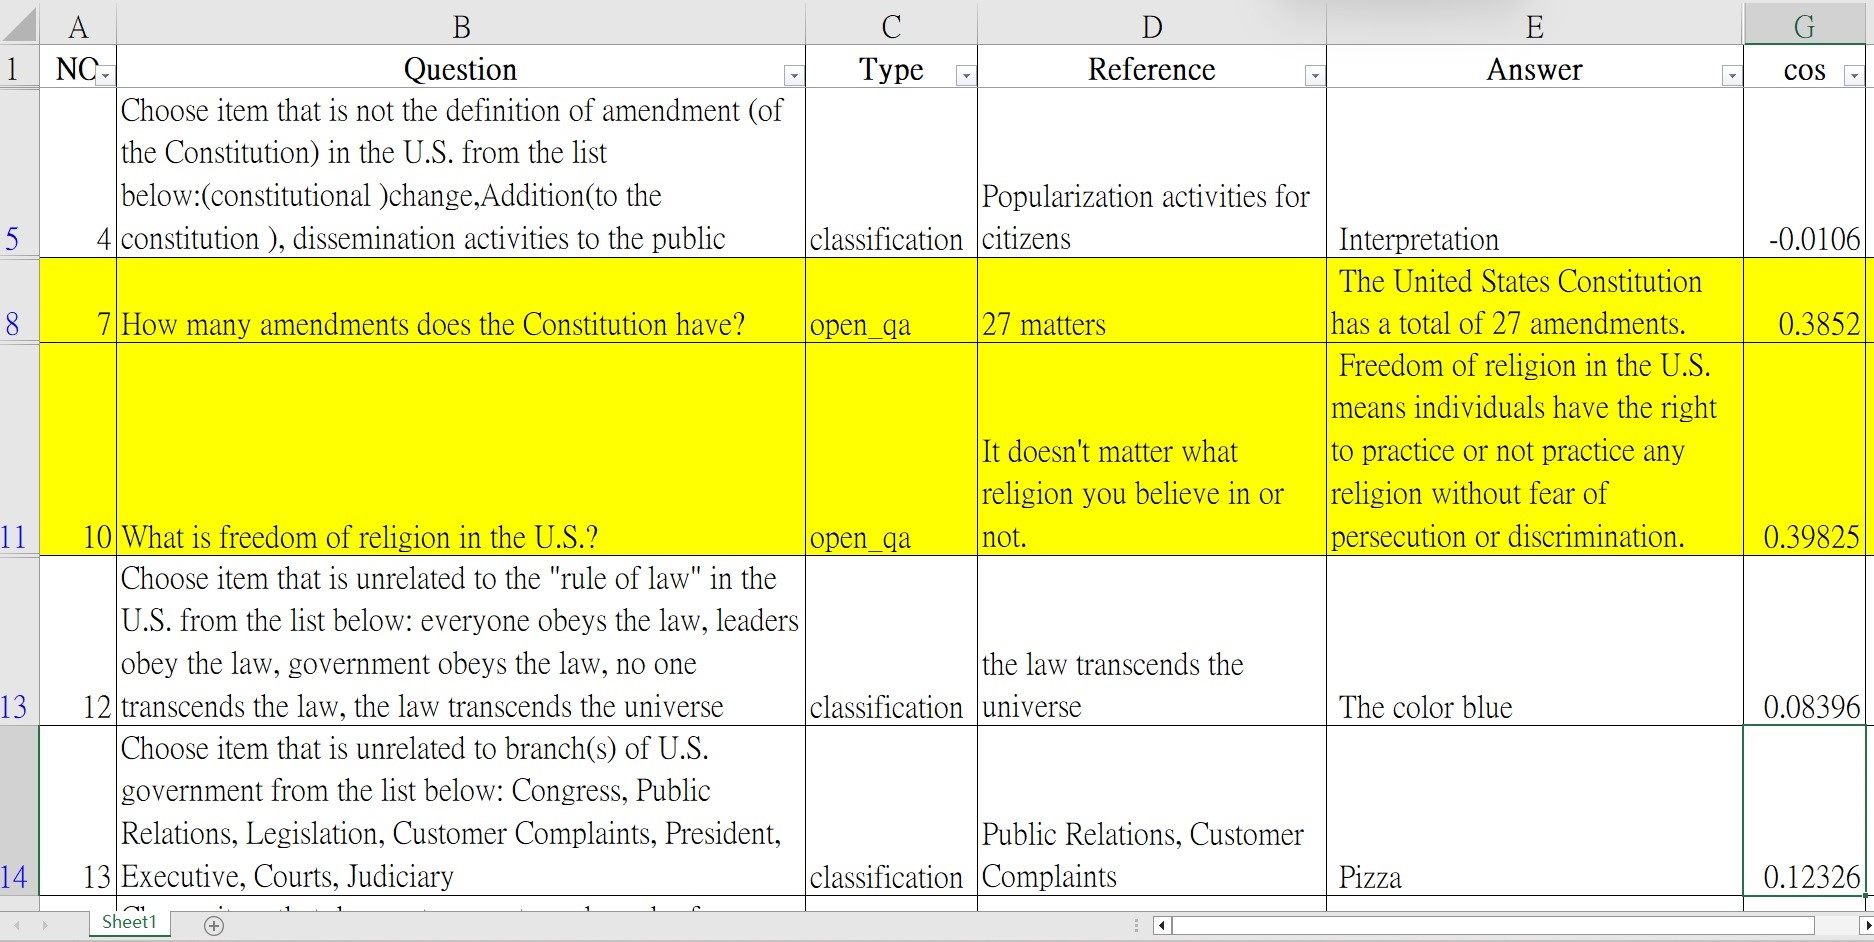 A B C D E G
1 NO Question Type Reference Answer cos
Choose item that is not the definition of amendment (of
the Constitution) in the U.S. from the list
below:(constitutional )change,Addition(to the
constitution ), dissemination activities to the public
5 4 classification
Popularization activities for
citizens
Interpretation
-0.0106
8 7 How many amendments does the Constitution have? open_qa 27 matters
The United States Constitution
has a total of 27 amendments.
0.3852
11 10 What is freedom of religion in the U.S.? open_qa
It doesn't matter what
religion you believe in or
not.
Freedom of religion in the U.S.
means individuals have the right
to practice or not practice any
religion without fear of
persecution or discrimination.
0.39825
Choose item that is unrelated to the "rule of law" in the
U.S. from the list below: everyone obeys the law, leaders
obey the law, government obeys the law, no one
transcends the law, the law transcends the universe
13 12 classification
the law transcends the
universe
The color blue
0.08396
Choose item that is unrelated to branch(s) of U.S.
government from the list below: Congress, Public
Relations, Legislation, Customer Complaints, President,
Executive, Courts, Judiciary
14 13 classification
Public Relations, Customer
Complaints
Pizza
0.12326
Sheet1